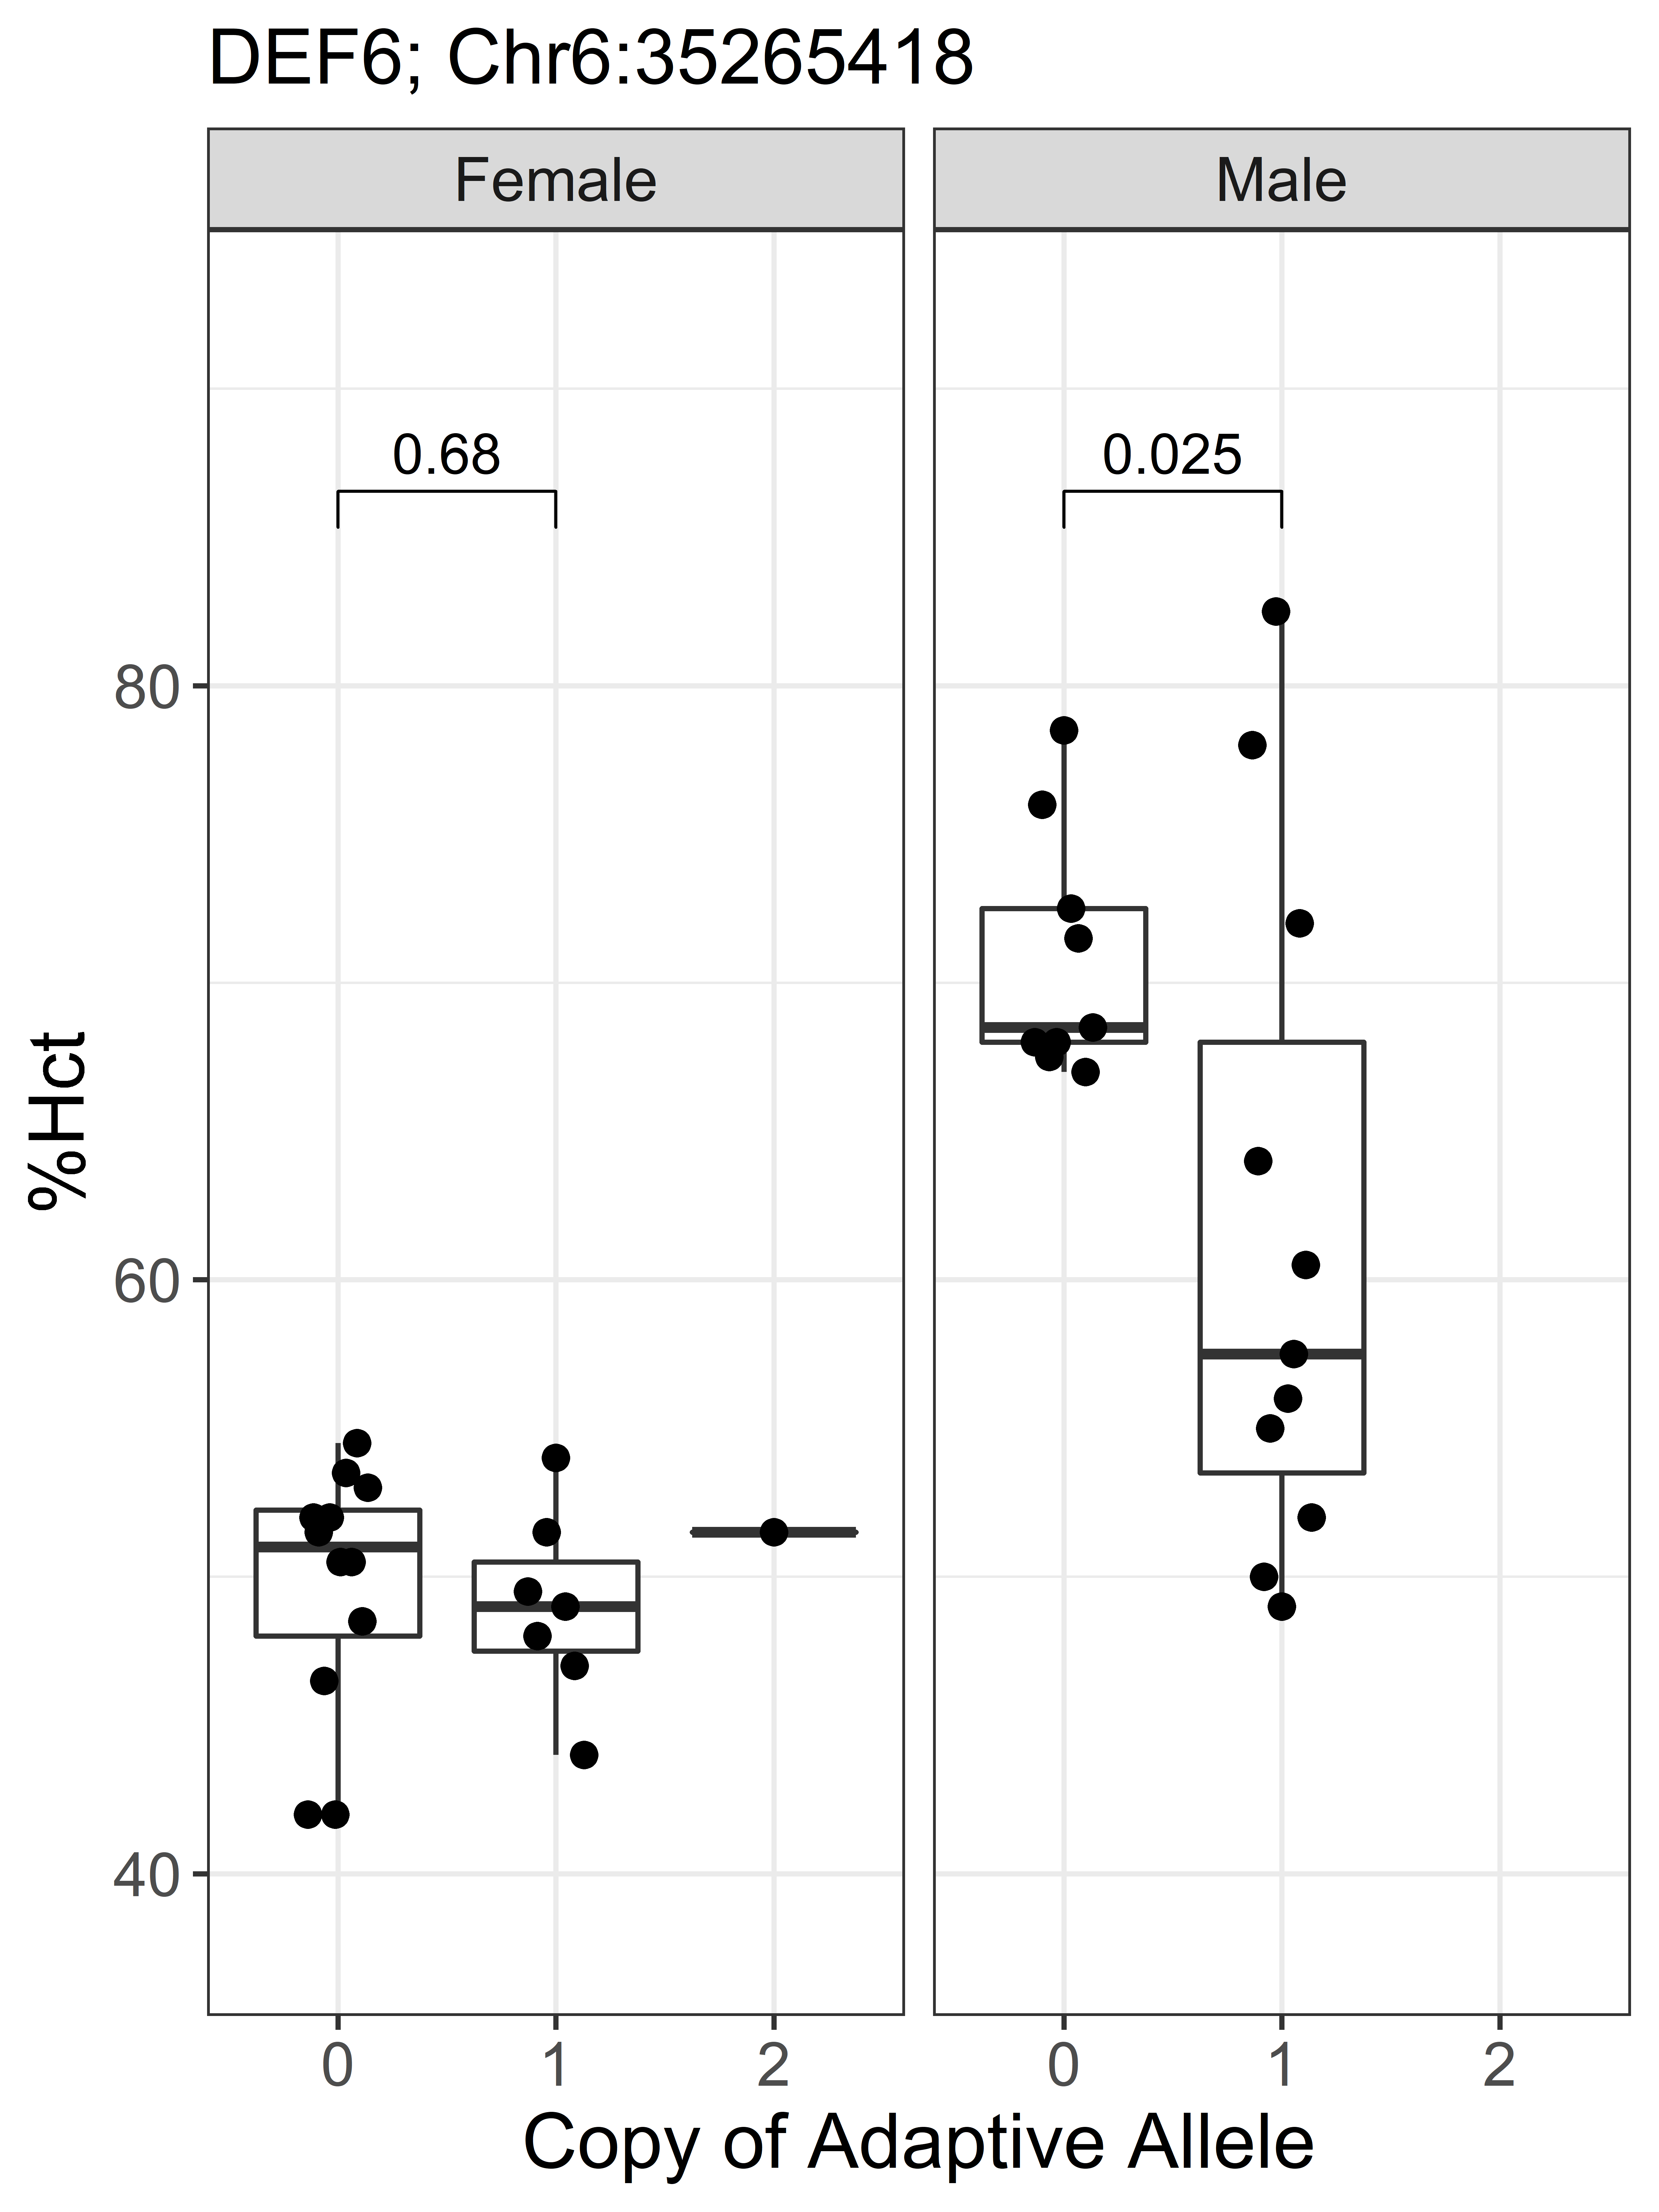 DEF6; Chr6:35265418
Female Male
0.68 0.025
80
60
40
%Hct
0 1 2 0 1 2
Copy of Adaptive Allele